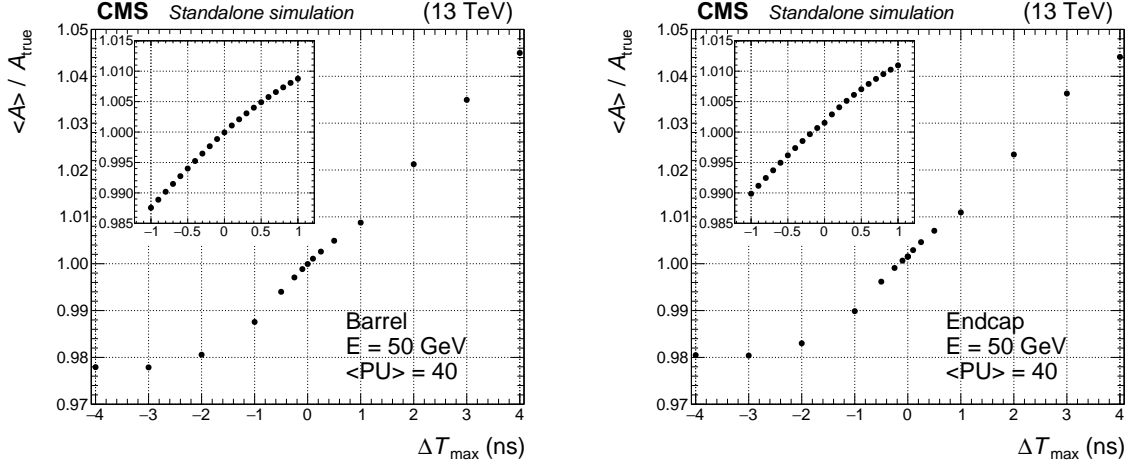 CMS Standalone simulation (13 TeV)
<A> / A_true
1.05
1.04
1.03
1.02
1.01
1.00
0.99
0.98
0.97
1.015
1.010
1.005
1.000
0.995
0.990
0.985
−1 −0.5 0 0.5 1
Barrel
E = 50 GeV
<PU> = 40
−4 −3 −2 −1 0 1 2 3 4
ΔT_max (ns)
CMS Standalone simulation (13 TeV)
<A> / A_true
1.05
1.04
1.03
1.02
1.01
1.00
0.99
0.98
0.97
1.015
1.010
1.005
1.000
0.995
0.990
0.985
−1 −0.5 0 0.5 1
Endcap
E = 50 GeV
<PU> = 40
−4 −3 −2 −1 0 1 2 3 4
ΔT_max (ns)